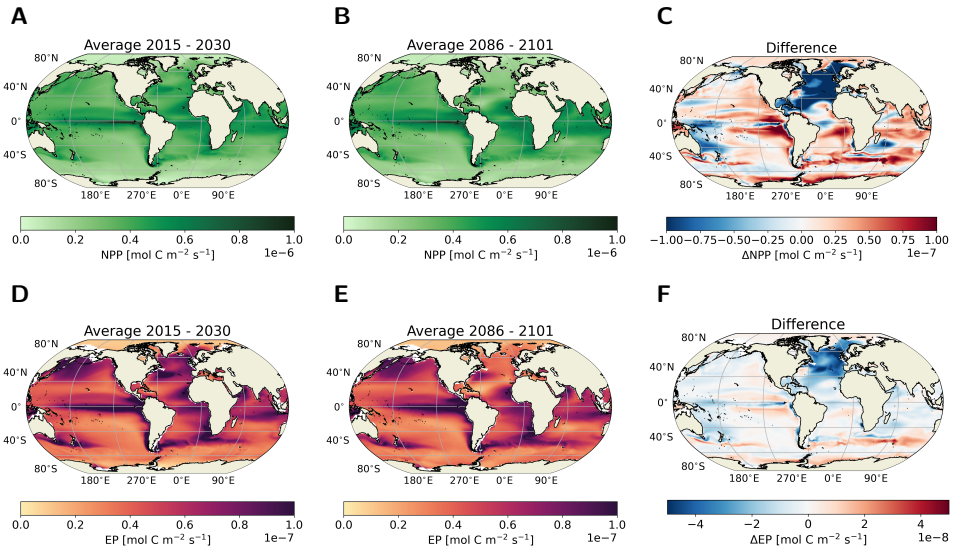 A
B
C
Average 2015 - 2030
Average 2086 - 2101
Difference
80°N
40°N
0°
40°S
80°S
180°E 270°E 0°E 90°E
80°N
40°N
0°
40°S
80°S
180°E 270°E 0°E 90°E
80°N
40°N
0°
40°S
80°S
180°E 270°E 0°E 90°E
0.0 0.2 0.4 0.6 0.8 1.0
NPP [mol C m⁻² s⁻¹] 1e−6
0.0 0.2 0.4 0.6 0.8 1.0
NPP [mol C m⁻² s⁻¹] 1e−6
−1.00 −0.75 −0.50 −0.25 0.00 0.25 0.50 0.75 1.00
ΔNPP [mol C m⁻² s⁻¹] 1e−7
D
E
F
Average 2015 - 2030
Average 2086 - 2101
Difference
80°N
40°N
0°
40°S
80°S
180°E 270°E 0°E 90°E
80°N
40°N
0°
40°S
80°S
180°E 270°E 0°E 90°E
80°N
40°N
0°
40°S
80°S
180°E 270°E 0°E 90°E
0.0 0.2 0.4 0.6 0.8 1.0
EP [mol C m⁻² s⁻¹] 1e−7
0.0 0.2 0.4 0.6 0.8 1.0
EP [mol C m⁻² s⁻¹] 1e−7
−4 −2 0 2 4
ΔEP [mol C m⁻² s⁻¹] 1e−8